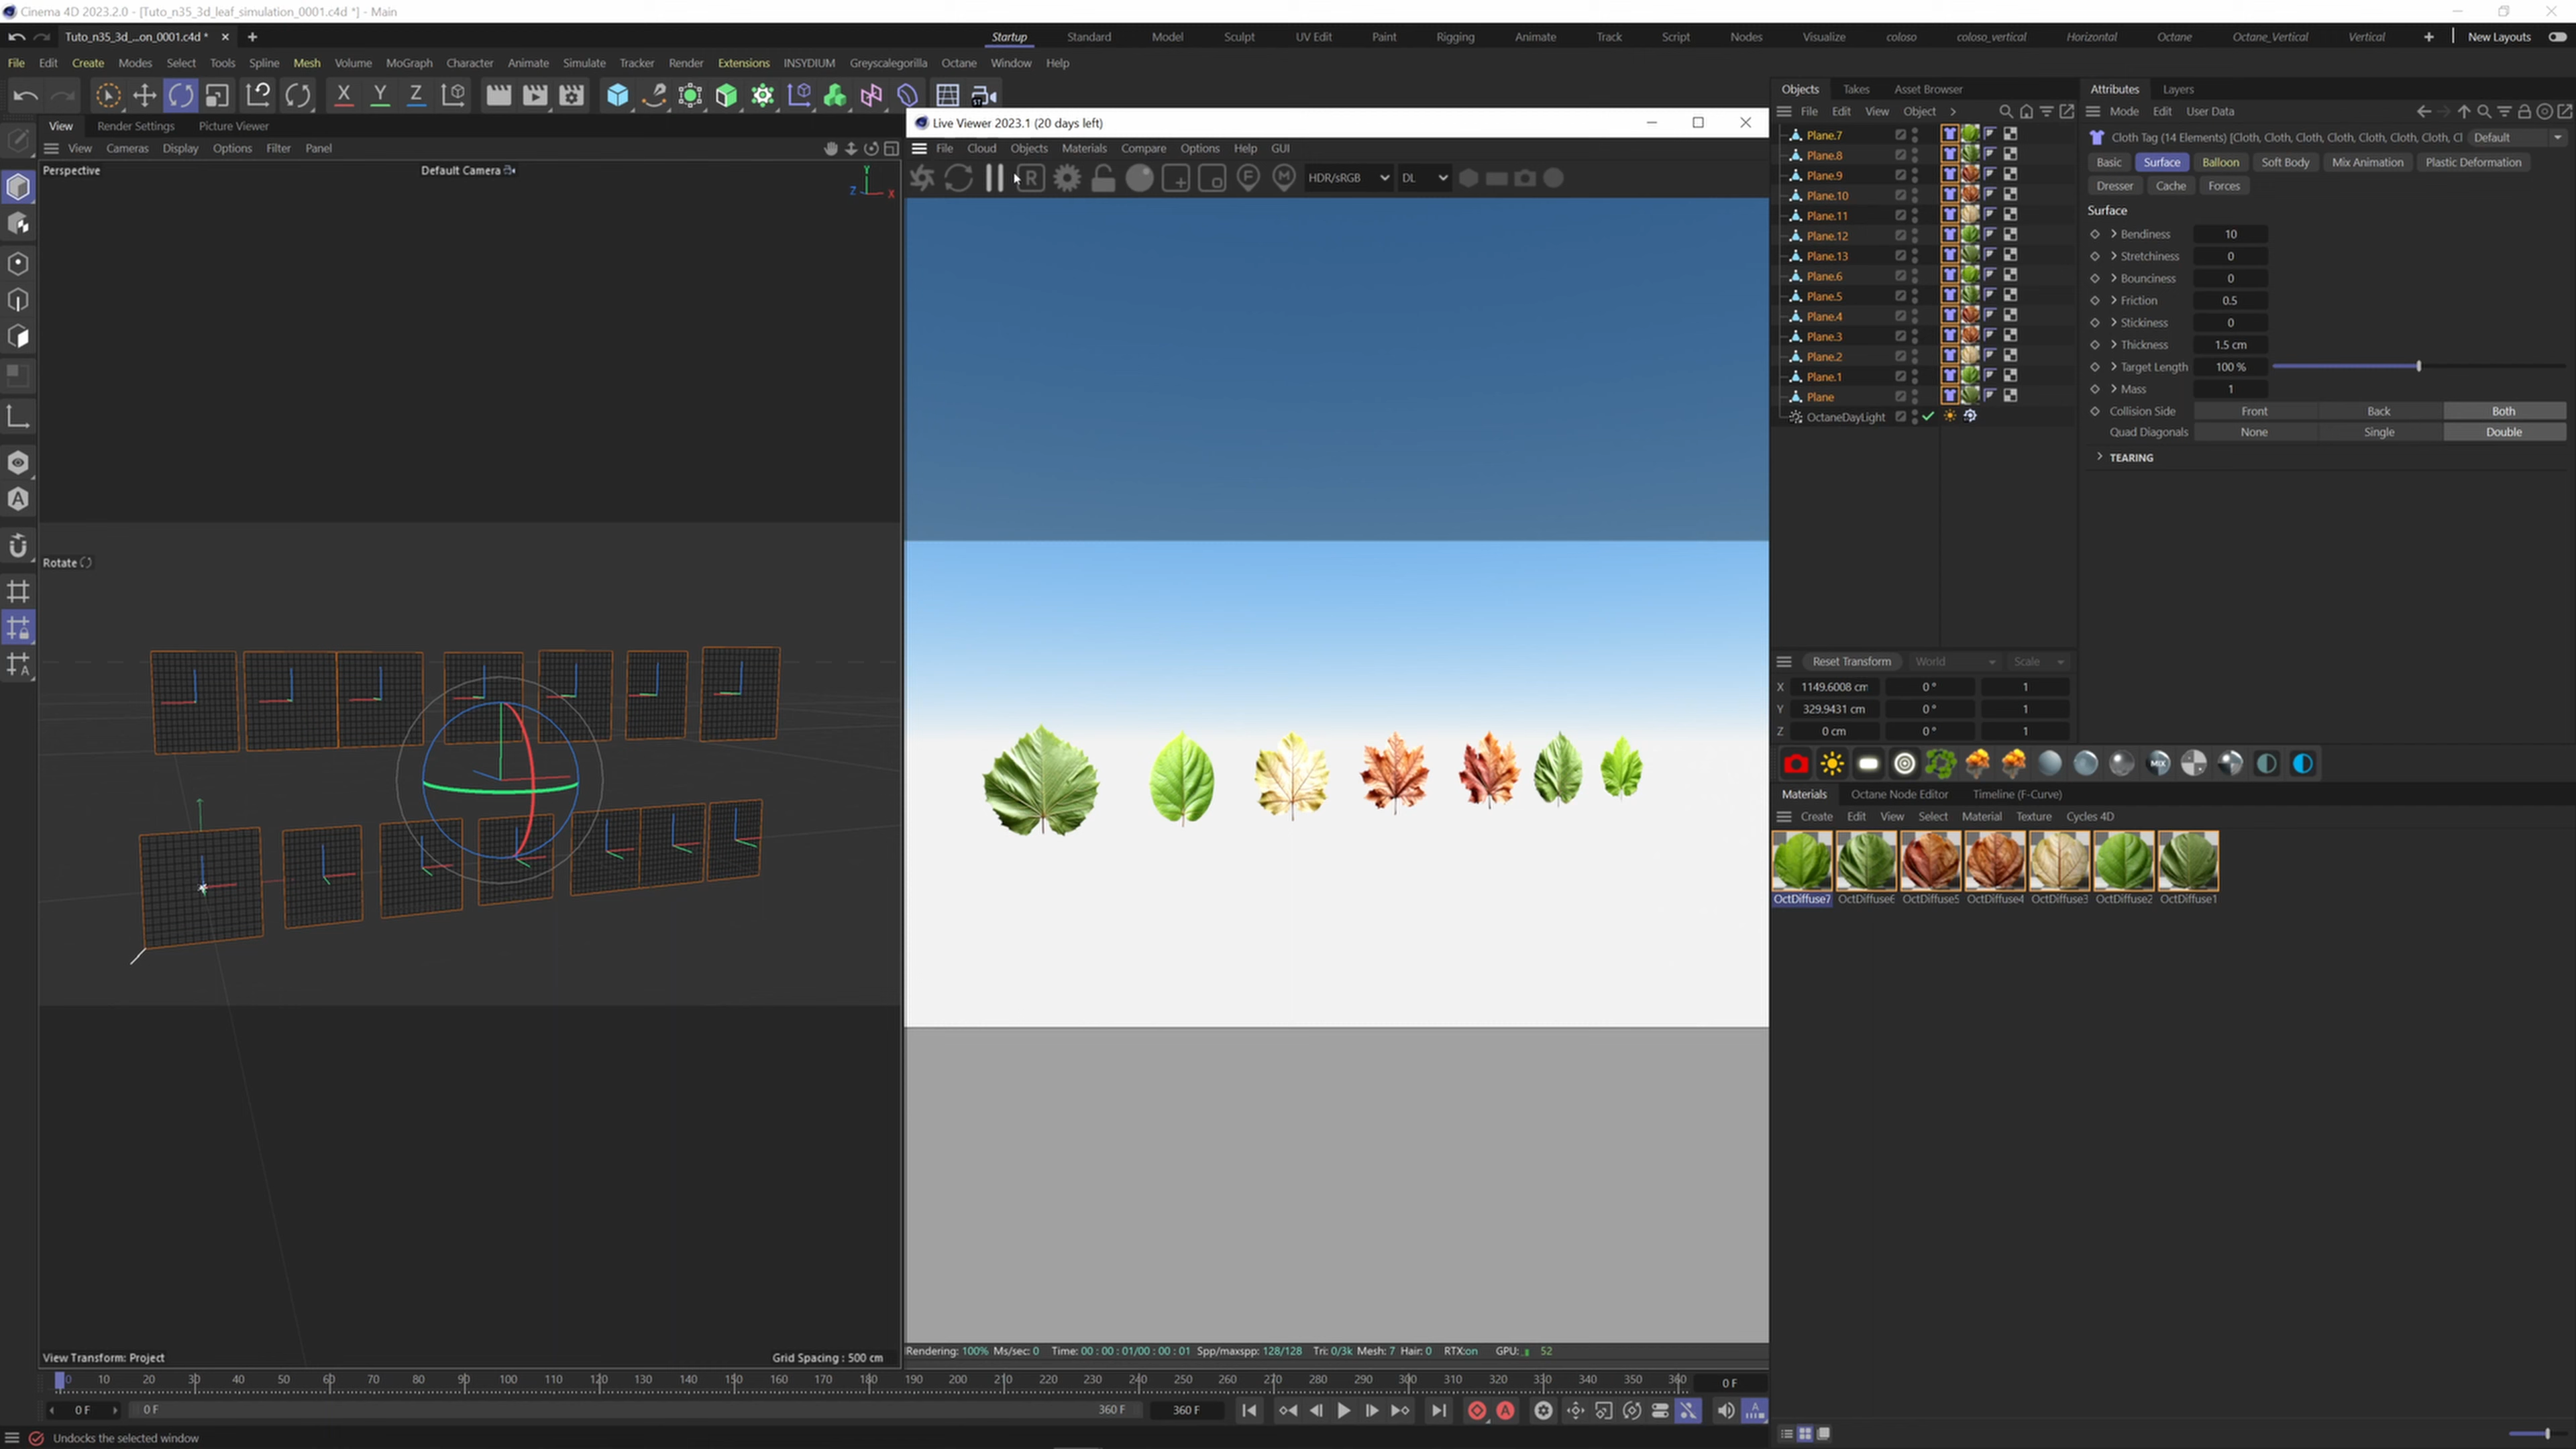 Cinema 4D 2023.2.0 - [Tuto_n35_3d_leaf_simulation_0001.c4d *] - Main
Tuto_n35_3d_...on_0001.c4d *
Startup Standard Model Sculpt UV Edit Paint Rigging Animate Track Script Nodes Visualize coloso coloso_vertical Horizontal Octane Octane_Vertical Vertical New Layouts
File Edit Create Modes Select Tools Spline Mesh Volume MoGraph Character Animate Simulate Tracker Render Extensions INSYDIUM Greyscalegorilla Octane Window Help
X Y Z
View Render Settings Picture Viewer
View Cameras Display Options Filter Panel
Perspective
Default Camera
Y
Z X
Rotate
View Transform: Project
Grid Spacing : 500 cm
Live Viewer 2023.1 (20 days left)
File Cloud Objects Materials Compare Options Help GUI
R
F
M
HDR/sRGB
DL
Rendering: 100% Ms/sec: 0 Time: 00 : 00 : 01/00 : 00 : 01 Spp/maxspp: 128/128 Tri: 0/3k Mesh: 7 Hair: 0 RTX:on GPU: 52
Objects Takes Asset Browser
File Edit View Object
Plane.7
Plane.8
Plane.9
Plane.10
Plane.11
Plane.12
Plane.13
Plane.6
Plane.5
Plane.4
Plane.3
Plane.2
Plane.1
Plane
OctaneDayLight
Attributes Layers
Mode Edit User Data
Cloth Tag (14 Elements) [Cloth, Cloth, Cloth, Cloth, Cloth, Cloth, Cloth, Cl
Default
Basic Surface Balloon Soft Body Mix Animation Plastic Deformation
Dresser Cache Forces
Surface
Bendiness 10
Stretchiness 0
Bounciness 0
Friction 0.5
Stickiness 0
Thickness 1.5 cm
Target Length 100 %
Mass 1
Collision Side Front Back Both
Quad Diagonals None Single Double
TEARING
Reset Transform World Scale
X 1149.6008 cm 0 ° 1
Y 329.9431 cm 0 ° 1
Z 0 cm 0 ° 1
MIX
Materials Octane Node Editor Timeline (F-Curve)
Create Edit View Select Material Texture Cycles 4D
OctDiffuse7 OctDiffuse6 OctDiffuse5 OctDiffuse4 OctDiffuse3 OctDiffuse2 OctDiffuse1
0 10 20 30 40 50 60 70 80 90 100 110 120 130 140 150 160 170 180 190 200 210 220 230 240 250 260 270 280 290 300 310 320 330 340 350 360
0 F
0 F 0 F 360 F 360 F
Undocks the selected window